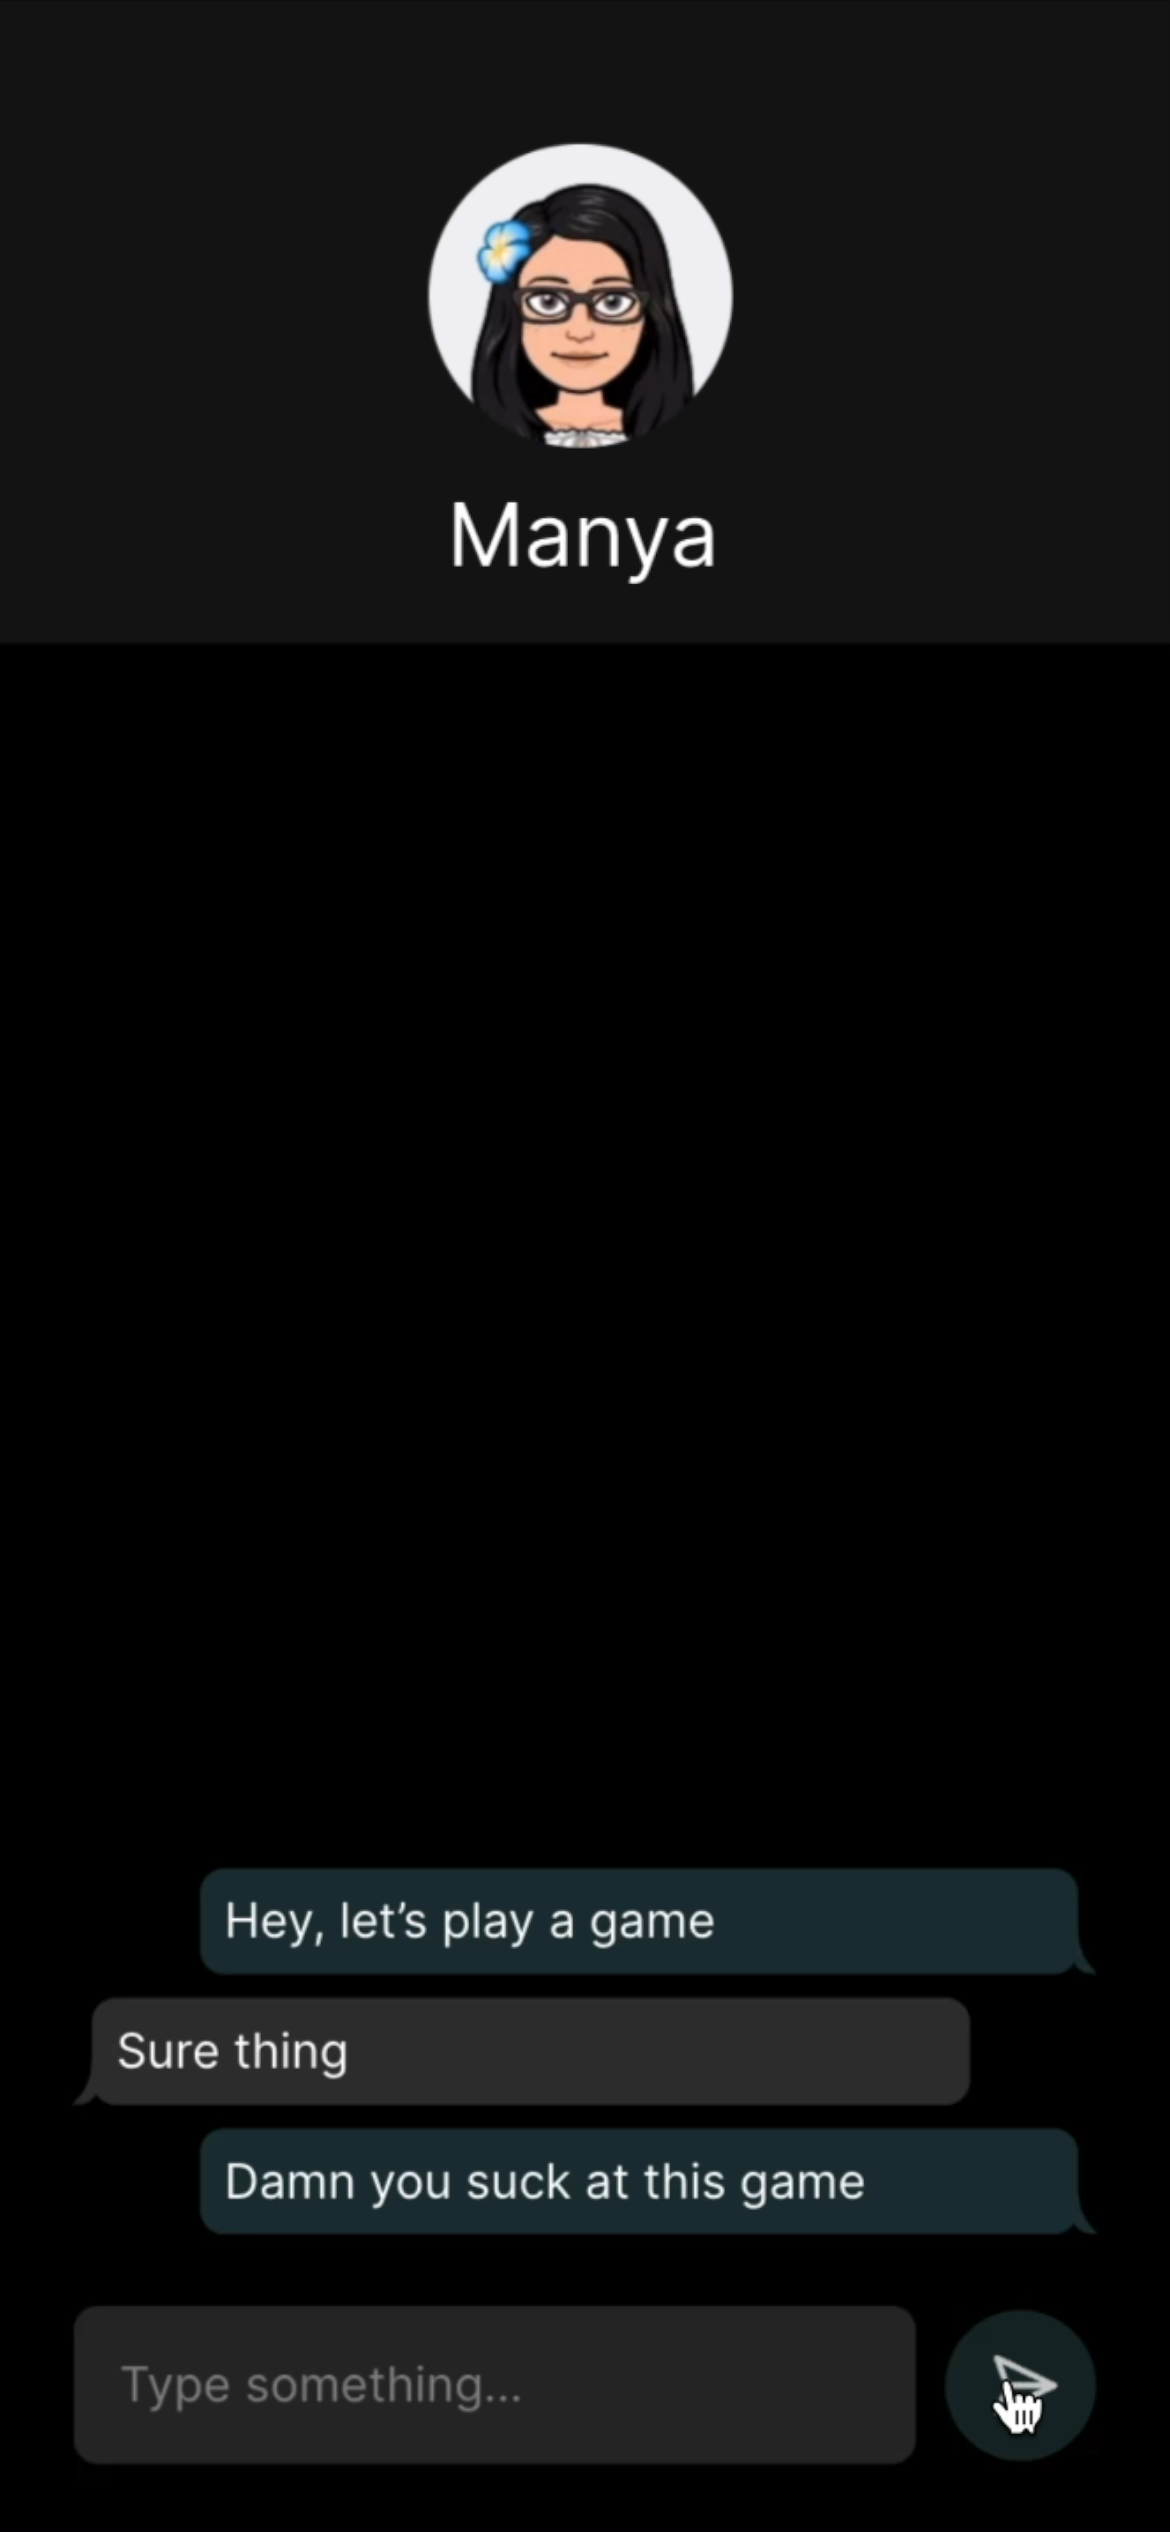 Manya
Hey, let’s play a game
Sure thing
Damn you suck at this game
Type something...